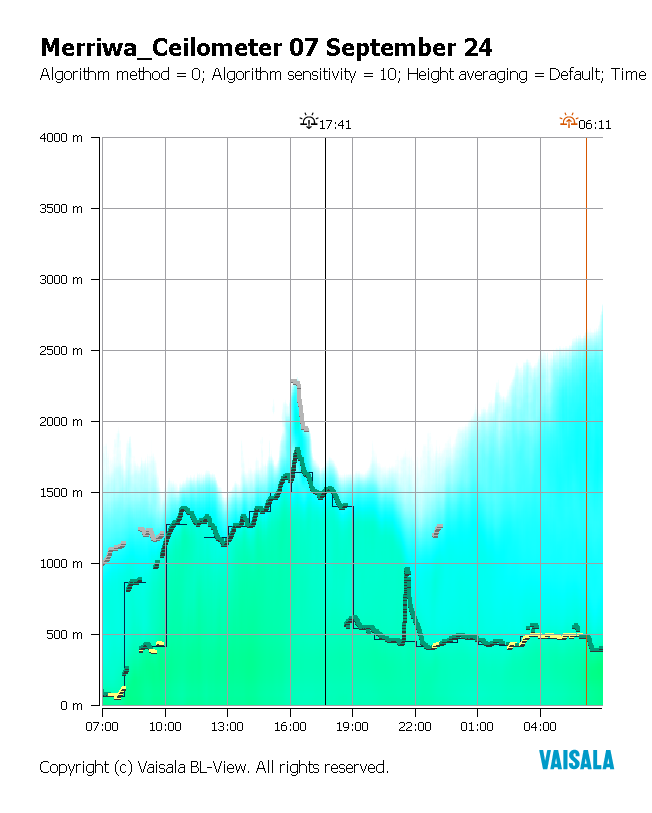 Merriwa_Ceilometer 07 September 24
Algorithm method = 0; Algorithm sensitivity = 10; Height averaging = Default; Time
17:41 06:11
4000 m
3500 m
3000 m
2500 m
2000 m
1500 m
1000 m
500 m
0 m
07:00 10:00 13:00 16:00 19:00 22:00 01:00 04:00
VAISALA
Copyright (c) Vaisala BL-View. All rights reserved.